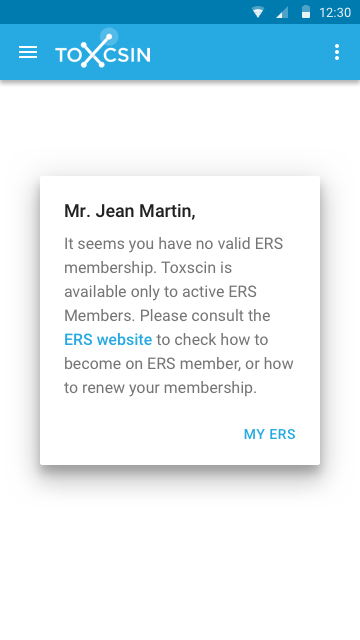 12:30
TOXCSIN
Mr. Jean Martin,
It seems you have no valid ERS
membership. Toxscin is
available only to active ERS
Members. Please consult the
ERS website to check how to
become on ERS member, or how
to renew your membership.
MY ERS